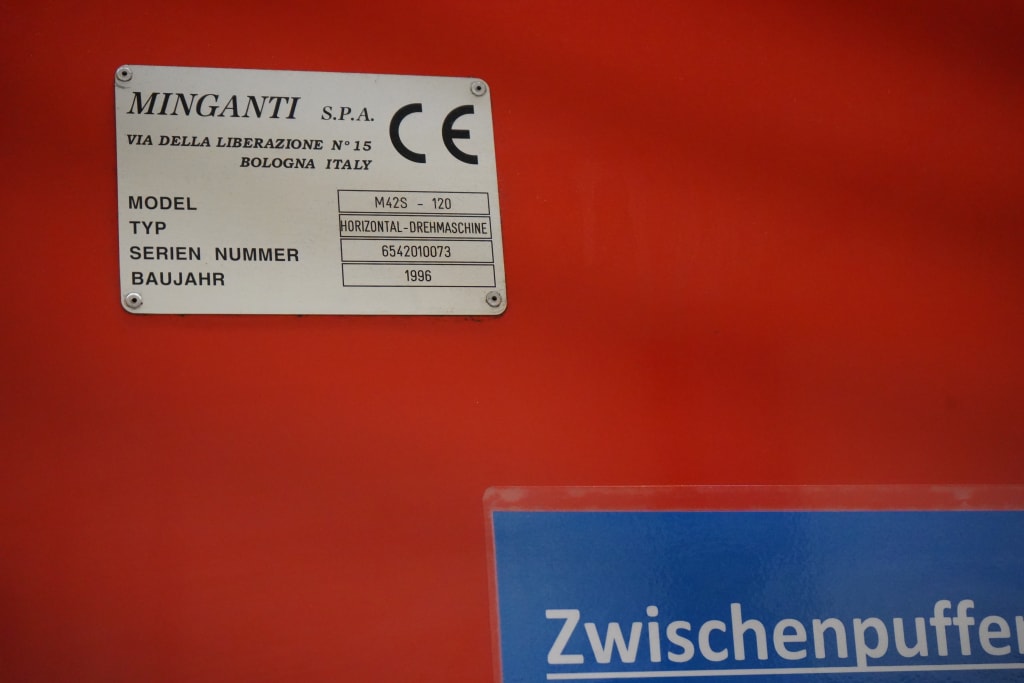 MINGANTI S.P.A. CE
VIA DELLA LIBERAZIONE N° 15
BOLOGNA ITALY
MODEL M42S - 120
TYP HORIZONTAL-DREHMASCHINE
SERIEN NUMMER 6542010073
BAUJAHR 1996
Zwischenpuffer